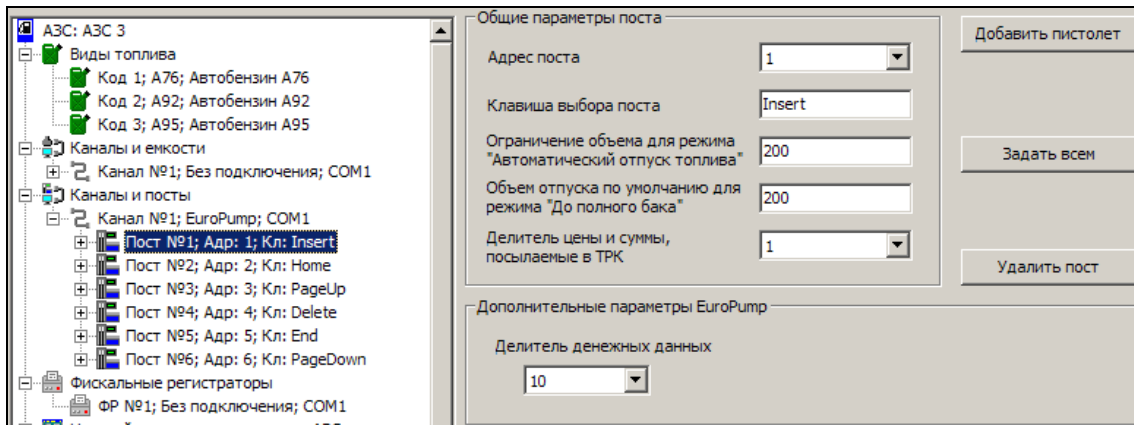 АЗС: АЗС 3
Виды топлива
Код 1; А76; Автобензин А76
Код 2; А92; Автобензин А92
Код 3; А95; Автобензин А95
Каналы и емкости
Канал №1; Без подключения; COM1
Каналы и посты
Канал №1; EuroPump; COM1
Пост №1; Адр: 1; Кл: Insert
Пост №2; Адр: 2; Кл: Home
Пост №3; Адр: 3; Кл: PageUp
Пост №4; Адр: 4; Кл: Delete
Пост №5; Адр: 5; Кл: End
Пост №6; Адр: 6; Кл: PageDown
Фискальные регистраторы
ФР №1; Без подключения; COM1
Общие параметры поста
Адрес поста
1
Клавиша выбора поста
Insert
Ограничение объема для режима
"Автоматический отпуск топлива"
200
Объем отпуска по умолчанию для
режима "До полного бака"
200
Делитель цены и суммы,
посылаемые в ТРК
1
Дополнительные параметры EuroPump
Делитель денежных данных
10
Добавить пистолет
Задать всем
Удалить пост